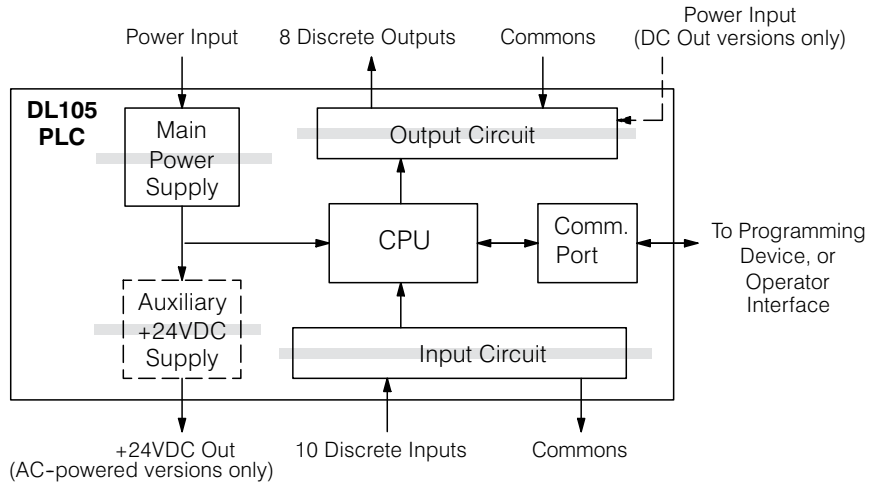 Power Input
8 Discrete Outputs
Commons
Power Input
(DC Out versions only)
DL105
PLC
Main
Power
Supply
Output Circuit
CPU
Comm.
Port
To Programming
Device, or
Operator
Interface
Auxiliary
+24VDC
Supply
Input Circuit
+24VDC Out
(AC-powered versions only)
10 Discrete Inputs
Commons